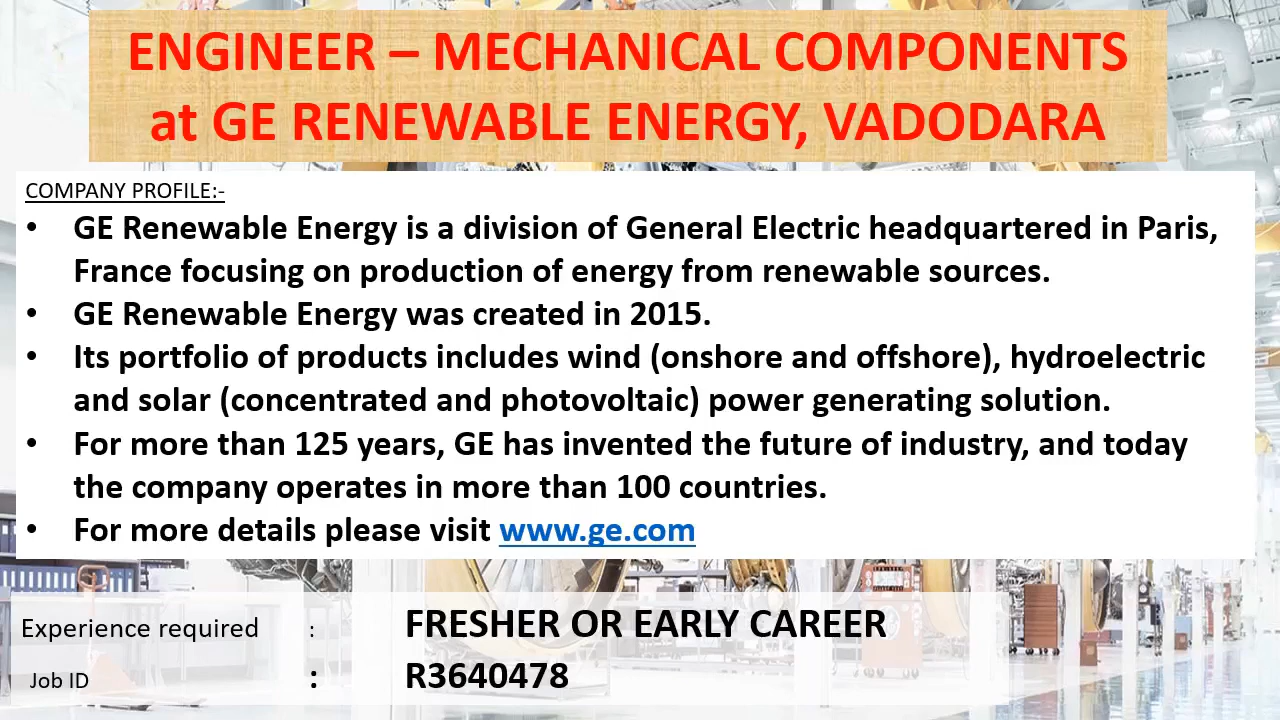 ENGINEER – MECHANICAL COMPONENTS
at GE RENEWABLE ENERGY, VADODARA
COMPANY PROFILE:-
• GE Renewable Energy is a division of General Electric headquartered in Paris,
France focusing on production of energy from renewable sources.
• GE Renewable Energy was created in 2015.
• Its portfolio of products includes wind (onshore and offshore), hydroelectric
and solar (concentrated and photovoltaic) power generating solution.
• For more than 125 years, GE has invented the future of industry, and today
the company operates in more than 100 countries.
• For more details please visit www.ge.com
Experience required : FRESHER OR EARLY CAREER
Job ID : R3640478